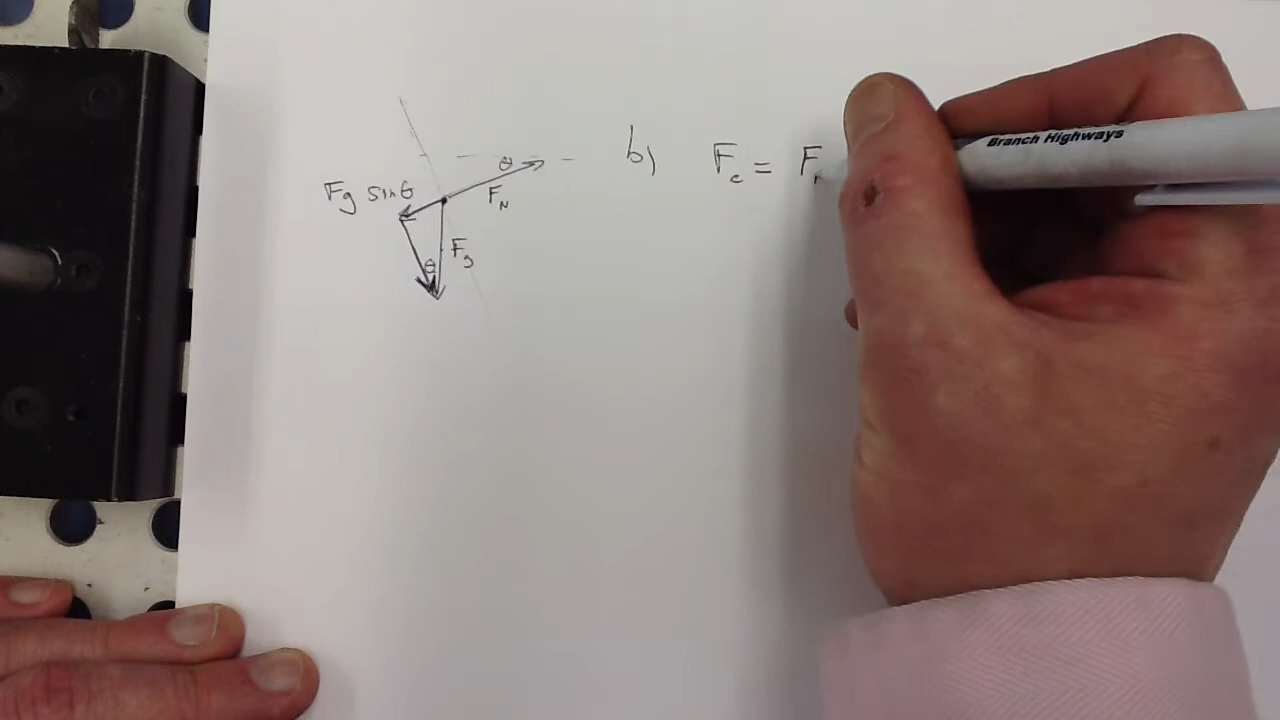 θ
b) F_c = F
Fg sinθ
F_N
F_g
θ
Branch Highways